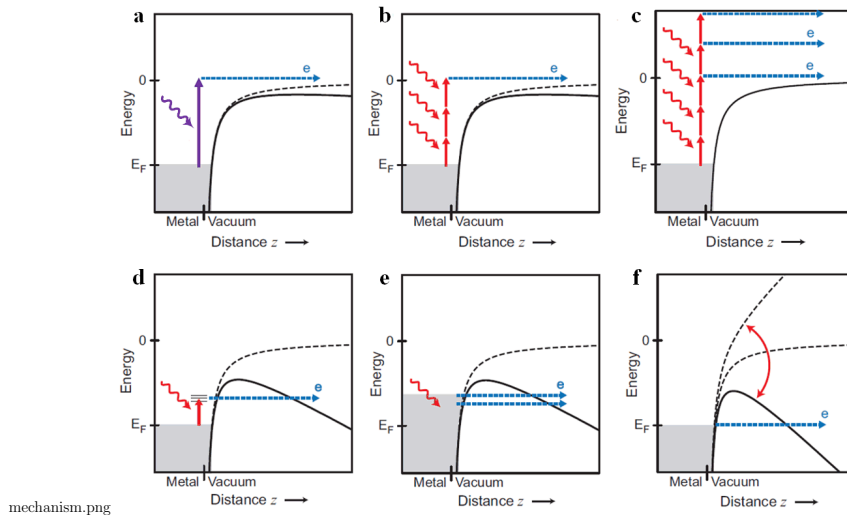 a
0
e
Energy
E_F
Metal Vacuum
Distance z
b
0
e
Energy
E_F
Metal Vacuum
Distance z
c
0
Energy
E_F
e
Metal Vacuum
Distance z
d
0
e
Energy
E_F
Metal Vacuum
Distance z
e
0
e
Energy
E_F
Metal Vacuum
Distance z
f
0
Energy
e
E_F
Metal Vacuum
Distance z
mechanism.png